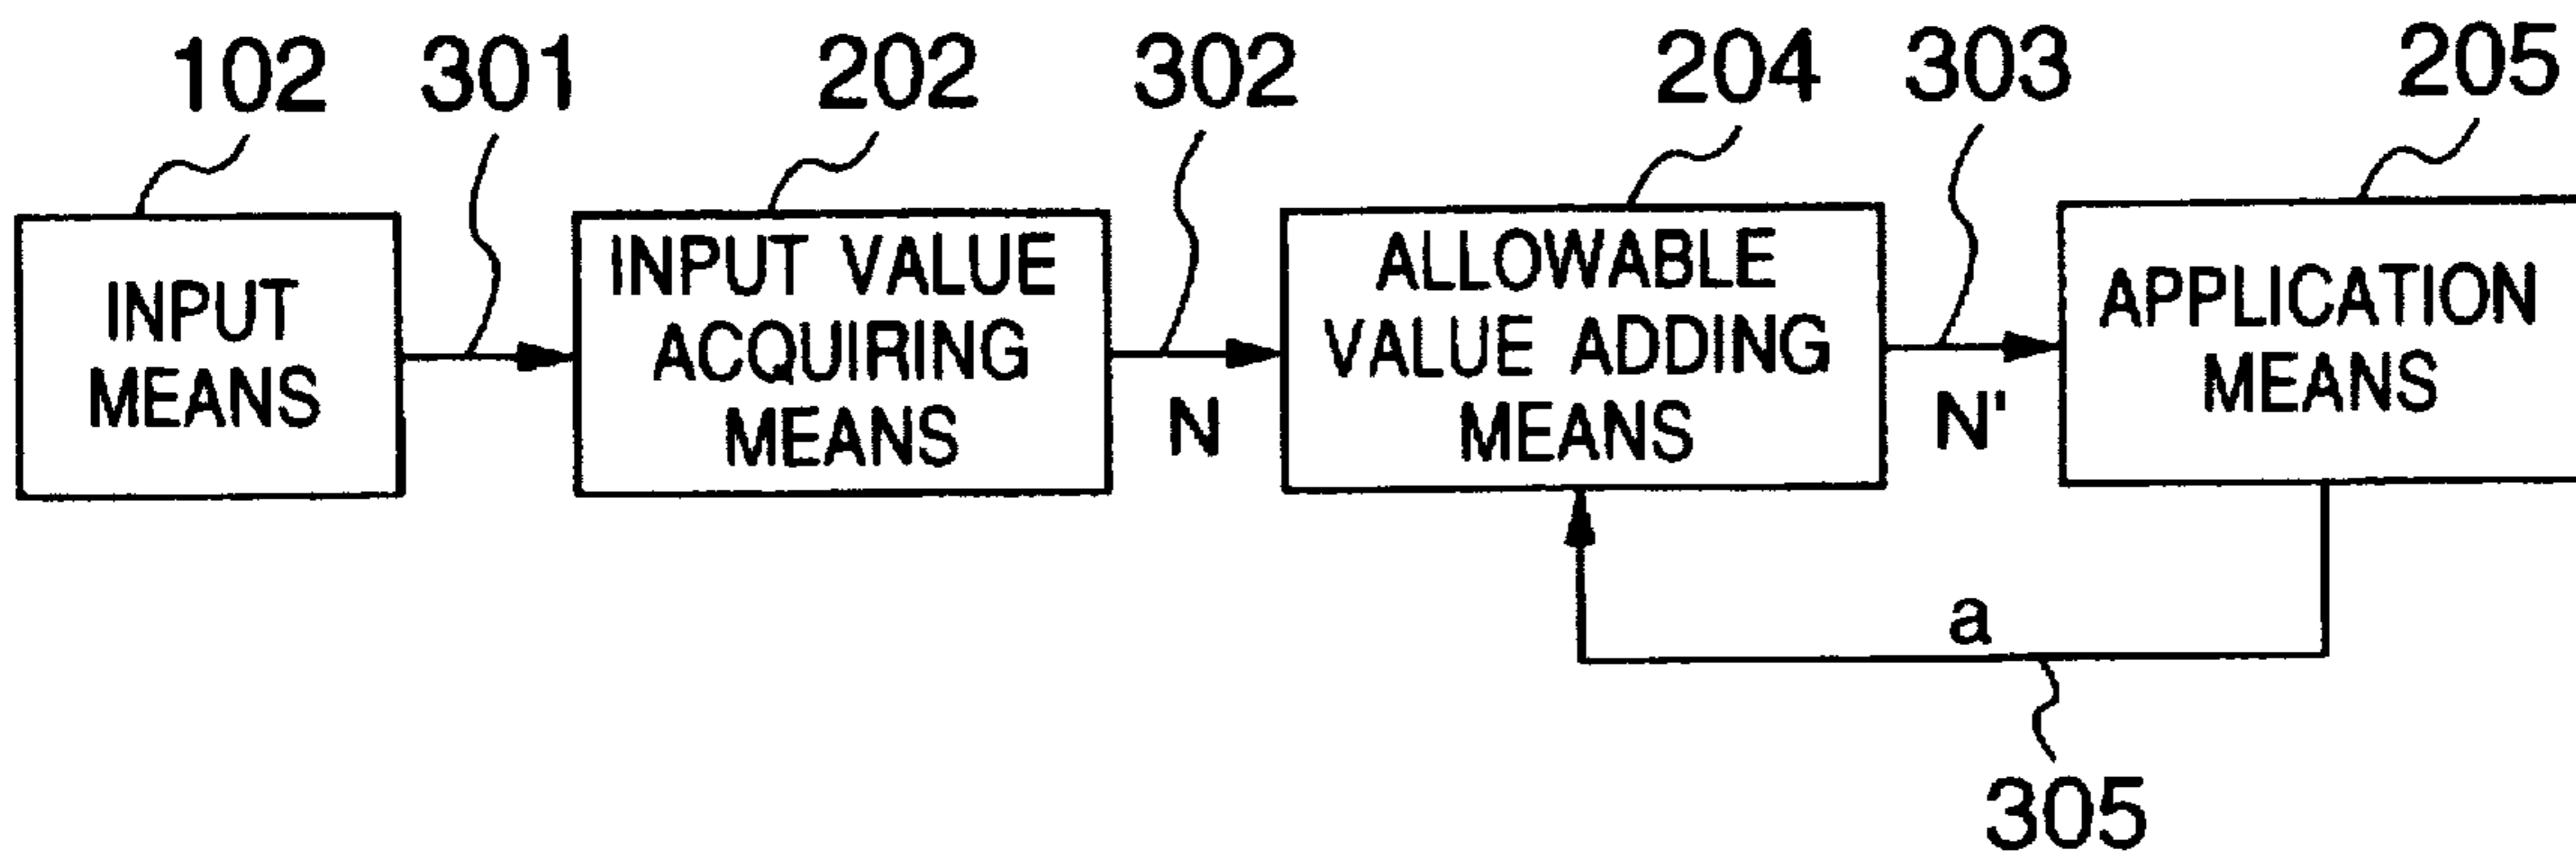 102 301 202 302 204 303 205
INPUT
MEANS
INPUT VALUE
ACQUIRING
MEANS
N
ALLOWABLE
VALUE ADDING
MEANS
N'
APPLICATION
MEANS
a
305